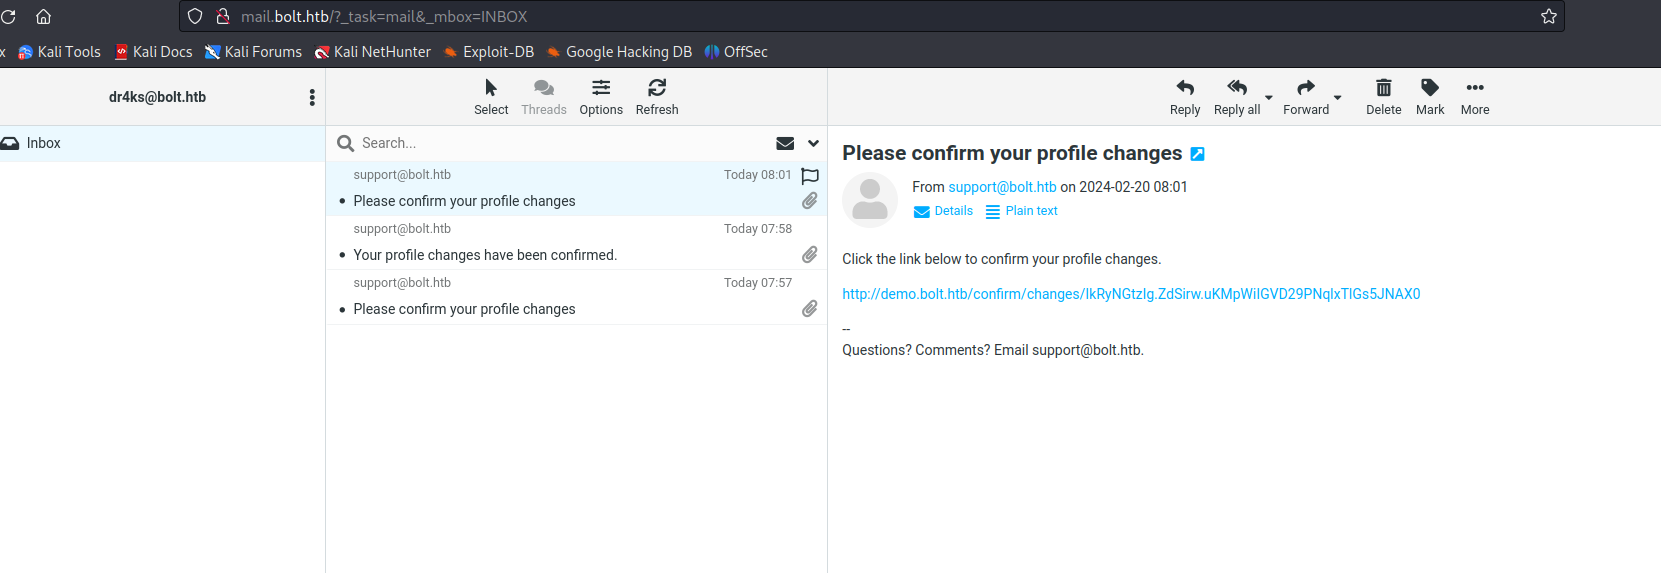 mail.bolt.htb/?_task=mail&_mbox=INBOX
x Kali Tools Kali Docs Kali Forums Kali NetHunter Exploit-DB Google Hacking DB OffSec
dr4ks@bolt.htb
Select Threads Options Refresh
Reply Reply all Forward Delete Mark More
Inbox
Search...
support@bolt.htb Today 08:01
Please confirm your profile changes
support@bolt.htb Today 07:58
Your profile changes have been confirmed.
support@bolt.htb Today 07:57
Please confirm your profile changes
Please confirm your profile changes
From support@bolt.htb on 2024-02-20 08:01
Details Plain text
Click the link below to confirm your profile changes.
http://demo.bolt.htb/confirm/changes/IkRyNGtzIg.ZdSirw.uKMpWiIGVD29PNqIxTlGs5JNAX0
--
Questions? Comments? Email support@bolt.htb.